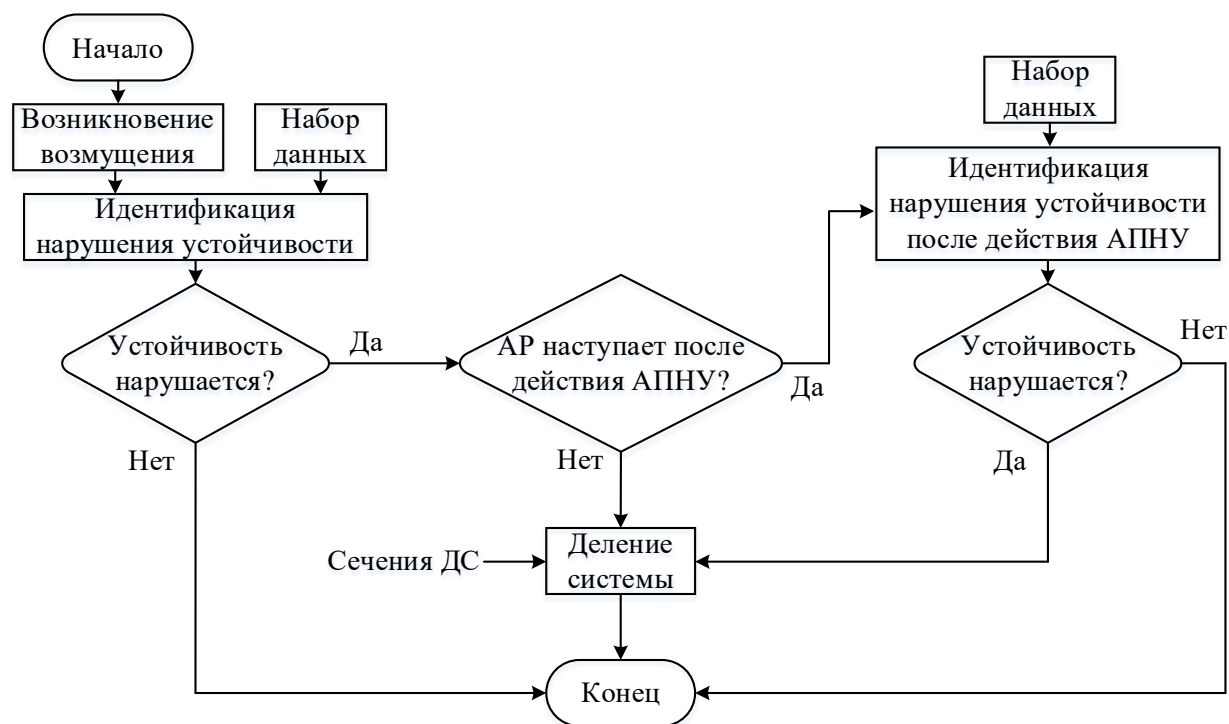 Начало
Возникновение
возмущения
Набор
данных
Идентификация
нарушения устойчивости
Устойчивость
нарушается?
Да
Нет
АР наступает после
действия АПНУ?
Да
Нет
Набор
данных
Идентификация
нарушения устойчивости
после действия АПНУ
Устойчивость
нарушается?
Нет
Да
Сечения ДС
Деление
системы
Конец